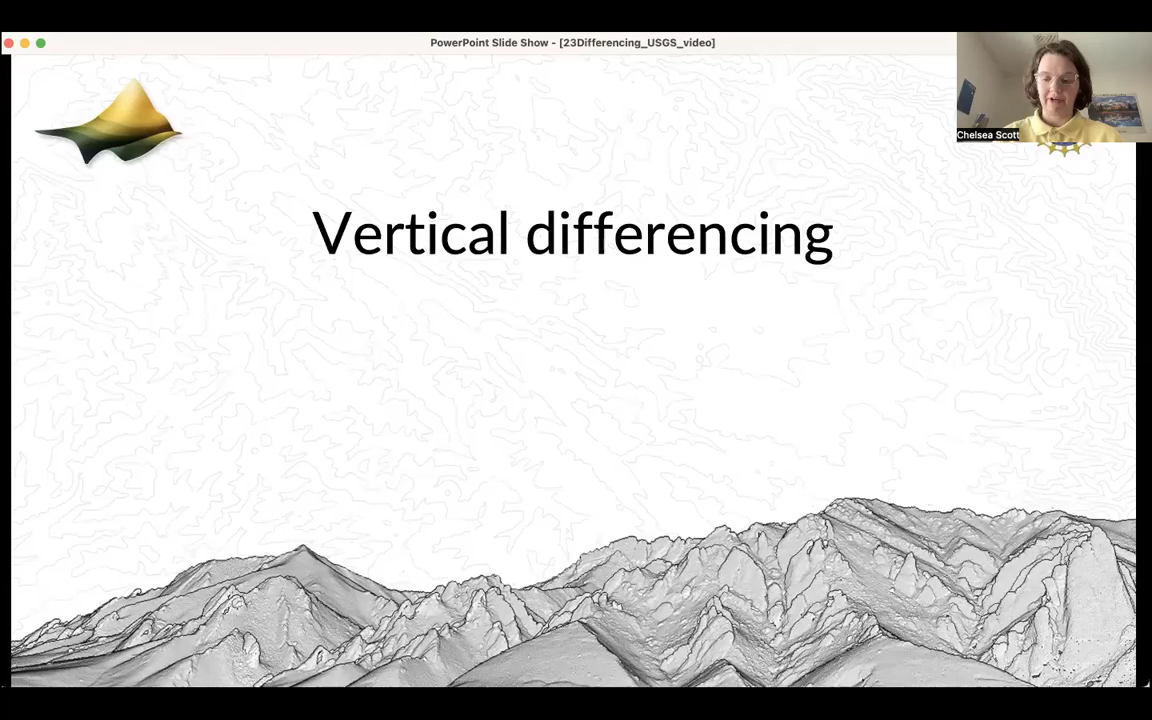 PowerPoint Slide Show - [23Differencing_USGS_video]
Chelsea Scott
Vertical differencing